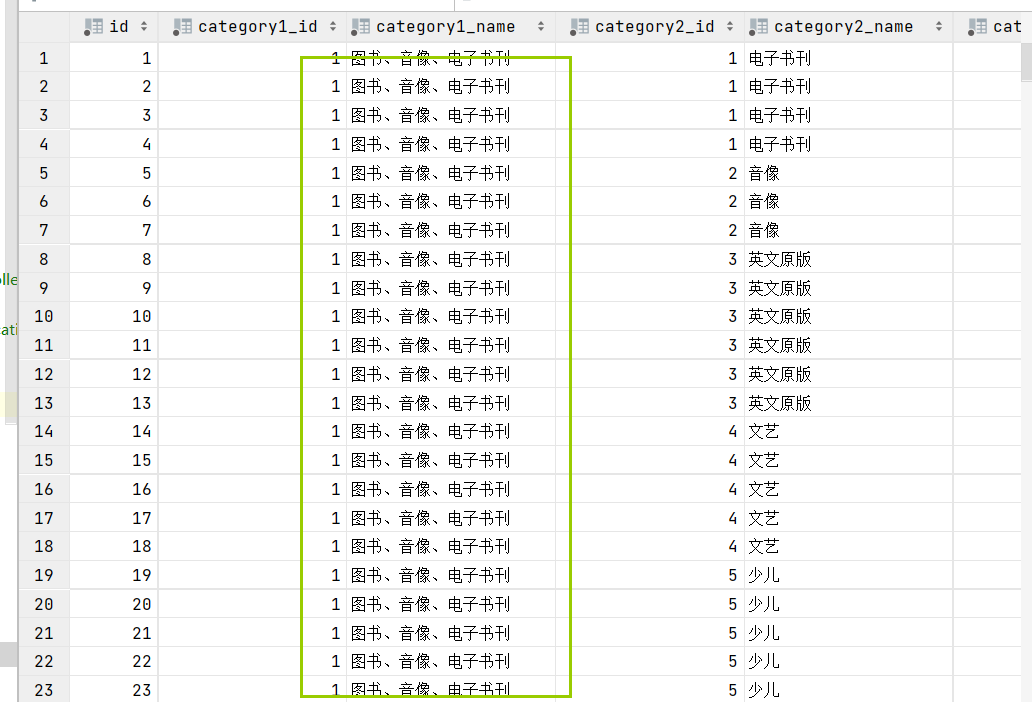 id category1_id category1_name category2_id category2_name cat
1 1 1 图书、音像、电子书刊 1 电子书刊
2 2 1 图书、音像、电子书刊 1 电子书刊
3 3 1 图书、音像、电子书刊 1 电子书刊
4 4 1 图书、音像、电子书刊 1 电子书刊
5 5 1 图书、音像、电子书刊 2 音像
6 6 1 图书、音像、电子书刊 2 音像
7 7 1 图书、音像、电子书刊 2 音像
8 8 1 图书、音像、电子书刊 3 英文原版
olle
9 9 1 图书、音像、电子书刊 3 英文原版
10 10 1 图书、音像、电子书刊 3 英文原版
cati
11 11 1 图书、音像、电子书刊 3 英文原版
12 12 1 图书、音像、电子书刊 3 英文原版
13 13 1 图书、音像、电子书刊 3 英文原版
14 14 1 图书、音像、电子书刊 4 文艺
15 15 1 图书、音像、电子书刊 4 文艺
16 16 1 图书、音像、电子书刊 4 文艺
17 17 1 图书、音像、电子书刊 4 文艺
18 18 1 图书、音像、电子书刊 4 文艺
19 19 1 图书、音像、电子书刊 5 少儿
20 20 1 图书、音像、电子书刊 5 少儿
21 21 1 图书、音像、电子书刊 5 少儿
22 22 1 图书、音像、电子书刊 5 少儿
23 23 1 图书、音像、电子书刊 5 少儿